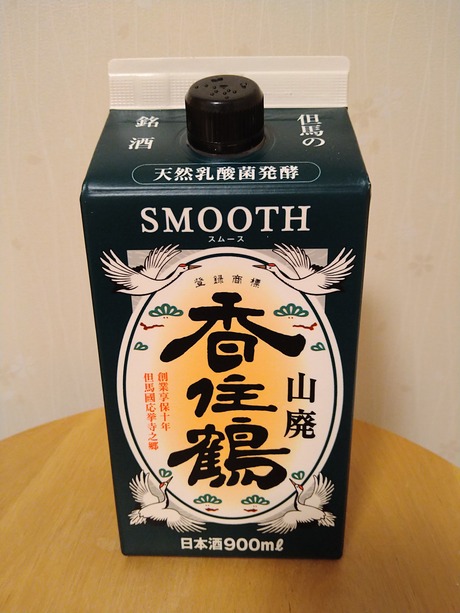 但馬の
銘酒
天然乳酸菌発酵
SMOOTH
スムース
登録商標
香住鶴
山廃
創業享保十年
但馬國応挙寺之郷
日本酒900mℓ